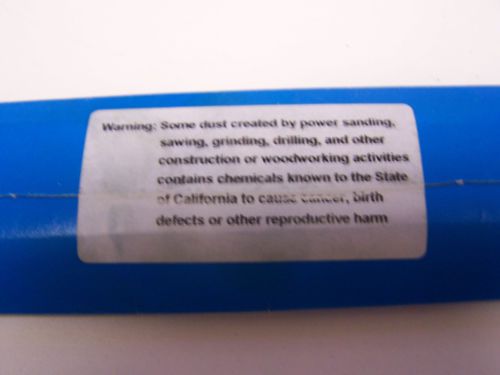 Warning: Some dust created by power sanding,
sawing, grinding, drilling, and other
construction or woodworking activities
contains chemicals known to the State
of California to cause cancer, birth
defects or other reproductive harm